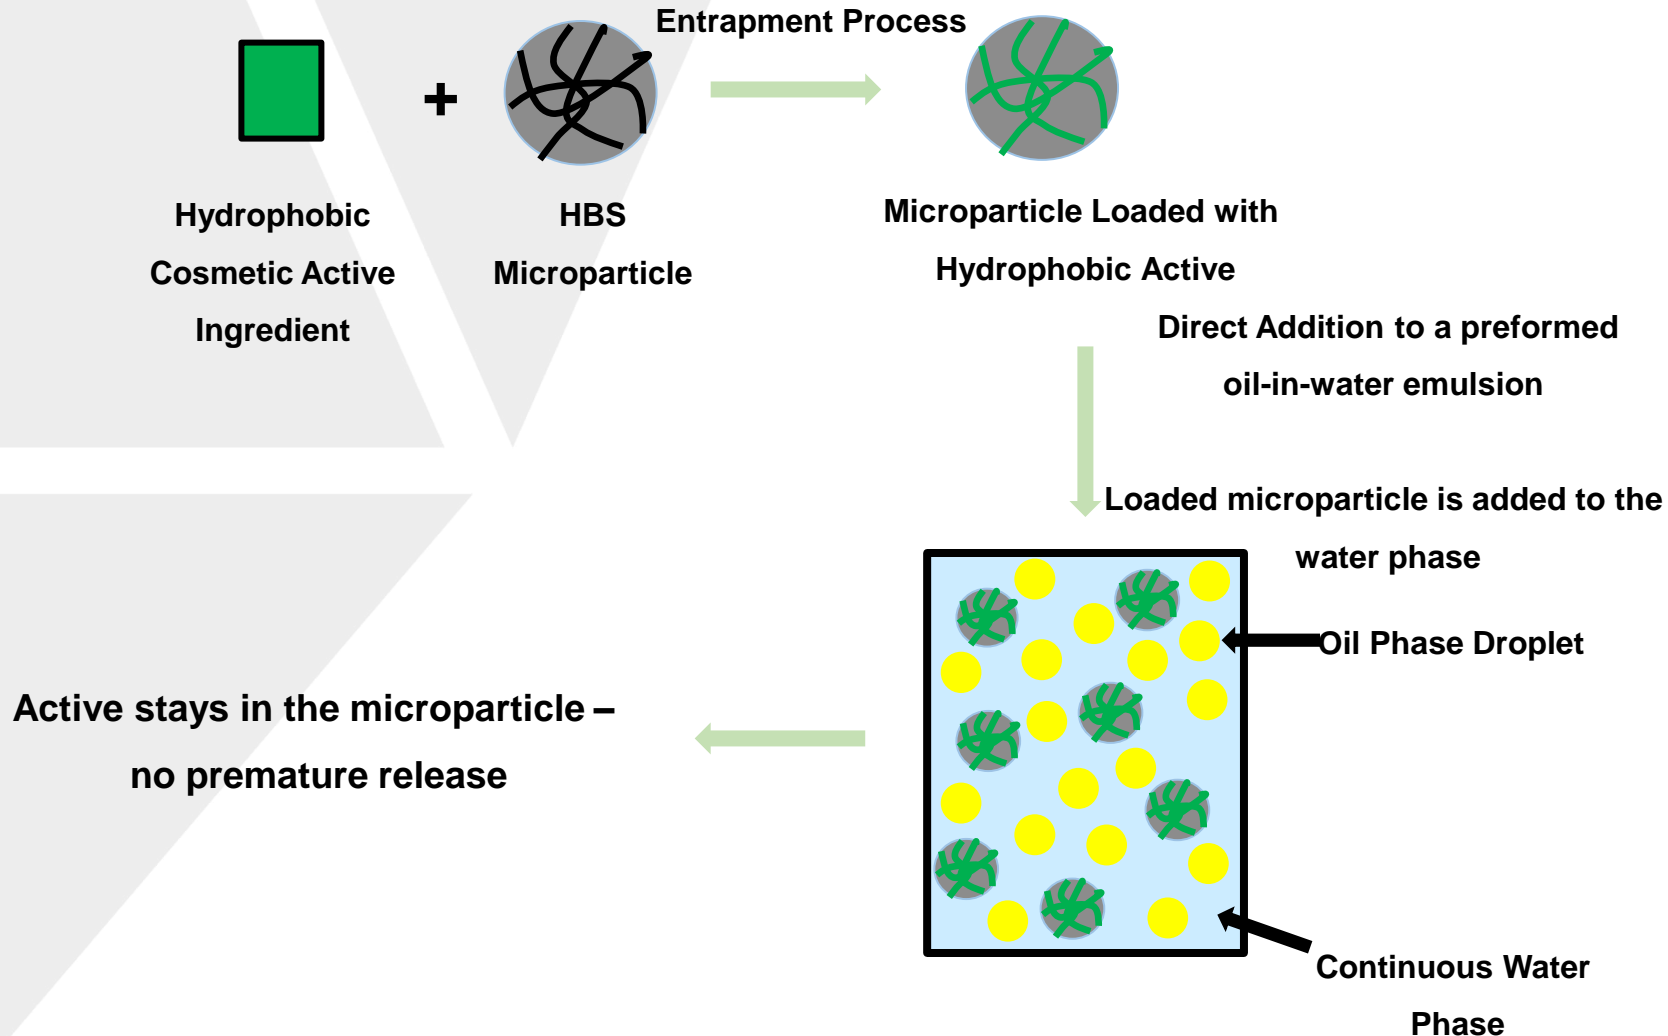 Entrapment Process
+
Hydrophobic
Cosmetic Active
Ingredient
HBS
Microparticle
Microparticle Loaded with
Hydrophobic Active
Direct Addition to a preformed
oil-in-water emulsion
Loaded microparticle is added to the
water phase
Oil Phase Droplet
Active stays in the microparticle –
no premature release
Continuous Water
Phase